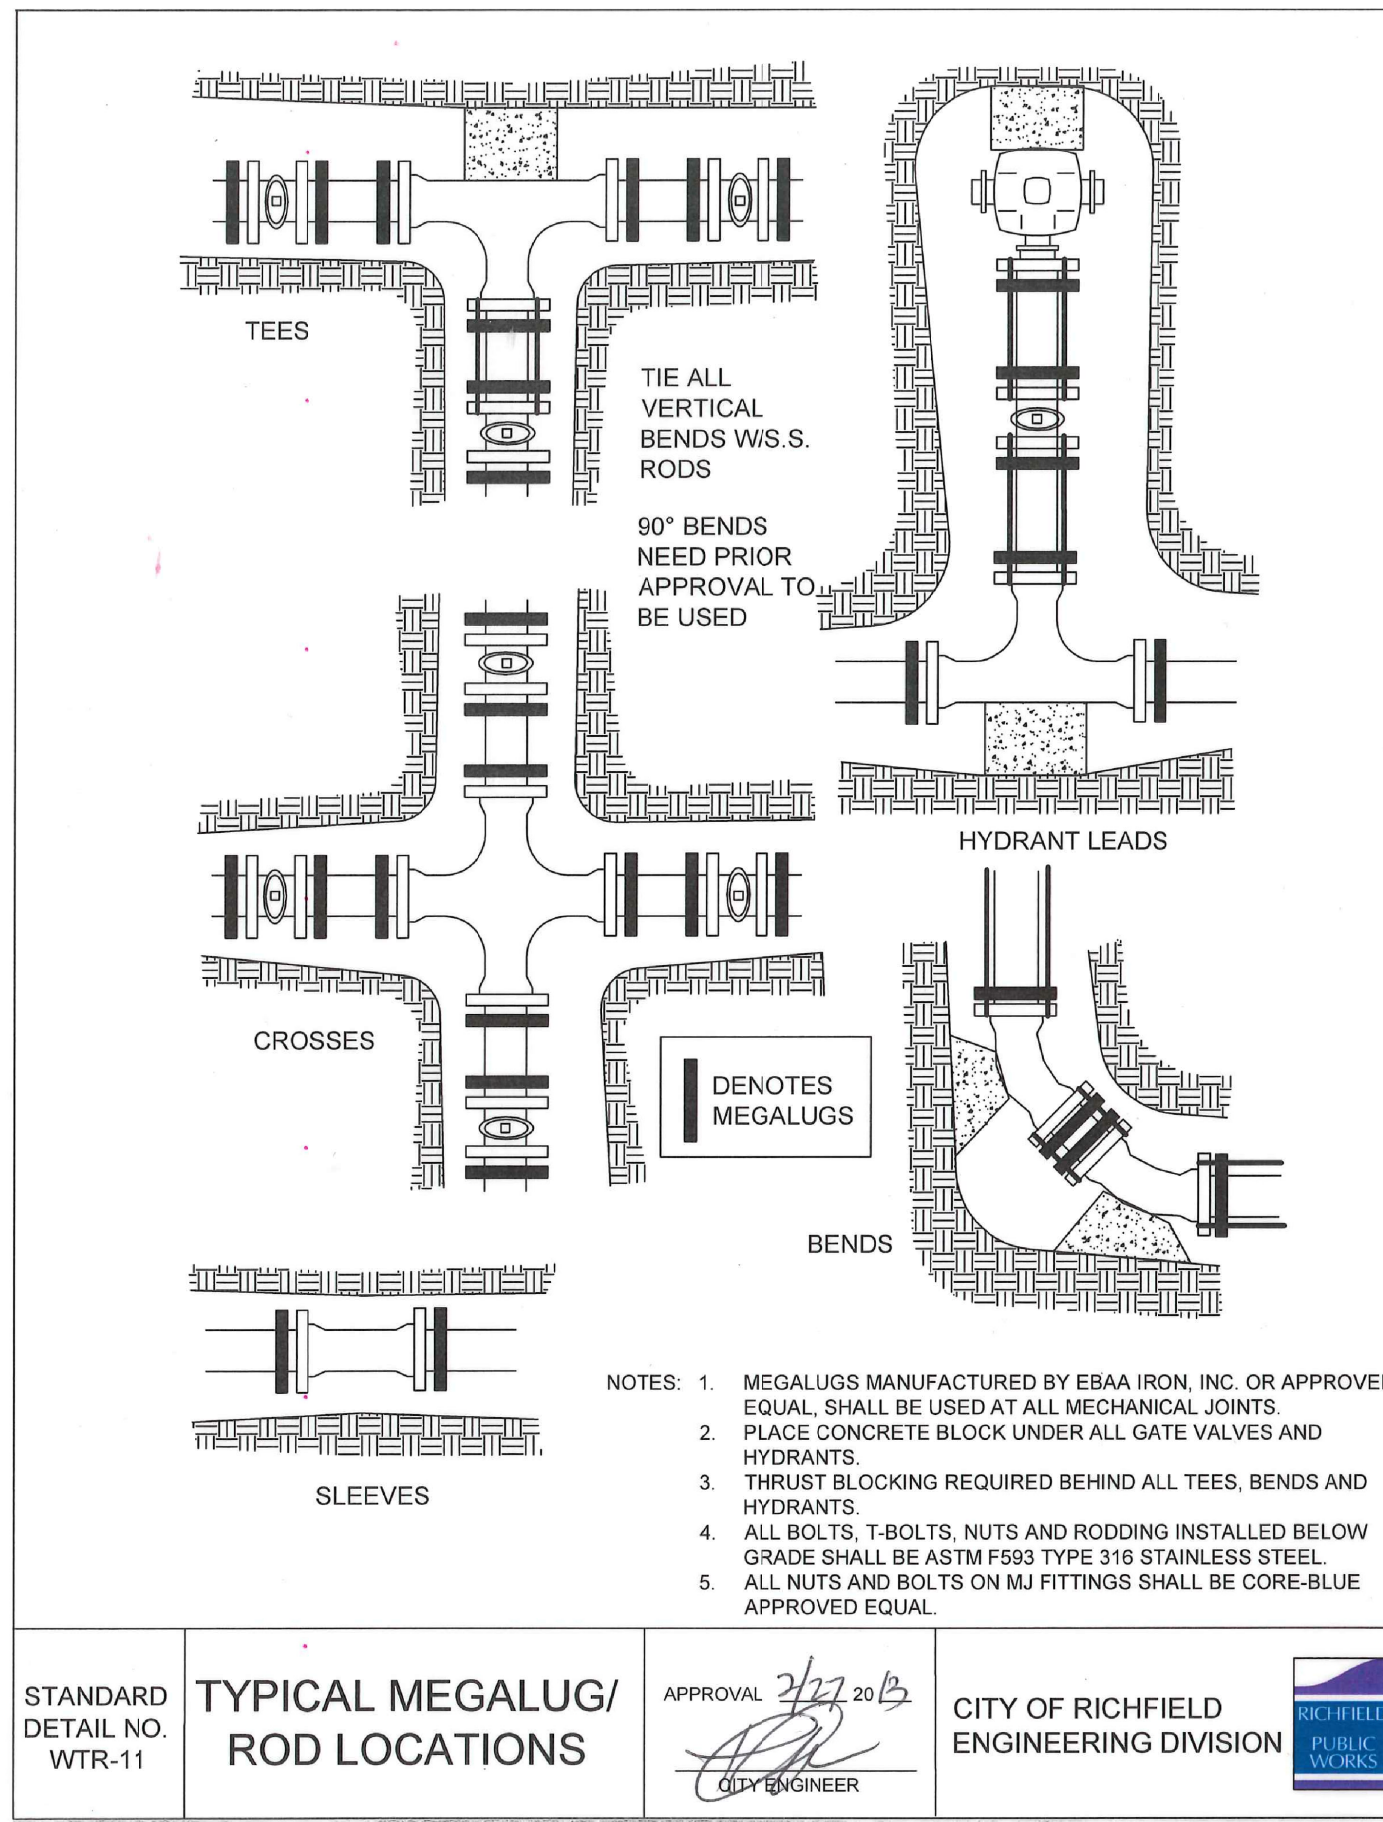 TEES
TIE ALL
VERTICAL
BENDS W/S.S.
RODS
90° BENDS
NEED PRIOR
APPROVAL TO
BE USED
HYDRANT LEADS
CROSSES
DENOTES
MEGALUGS
BENDS
SLEEVES
NOTES: 1. MEGALUGS MANUFACTURED BY EBAA IRON, INC. OR APPROVE
EQUAL, SHALL BE USED AT ALL MECHANICAL JOINTS.
2. PLACE CONCRETE BLOCK UNDER ALL GATE VALVES AND
HYDRANTS.
3. THRUST BLOCKING REQUIRED BEHIND ALL TEES, BENDS AND
HYDRANTS.
4. ALL BOLTS, T-BOLTS, NUTS AND RODDING INSTALLED BELOW
GRADE SHALL BE ASTM F593 TYPE 316 STAINLESS STEEL.
5. ALL NUTS AND BOLTS ON MJ FITTINGS SHALL BE CORE-BLUE
APPROVED EQUAL.
STANDARD
DETAIL NO.
WTR-11
TYPICAL MEGALUG/
ROD LOCATIONS
APPROVAL 2/27 2013
CITY ENGINEER
CITY OF RICHFIELD
ENGINEERING DIVISION
RICHFIELD
PUBLIC
WORKS